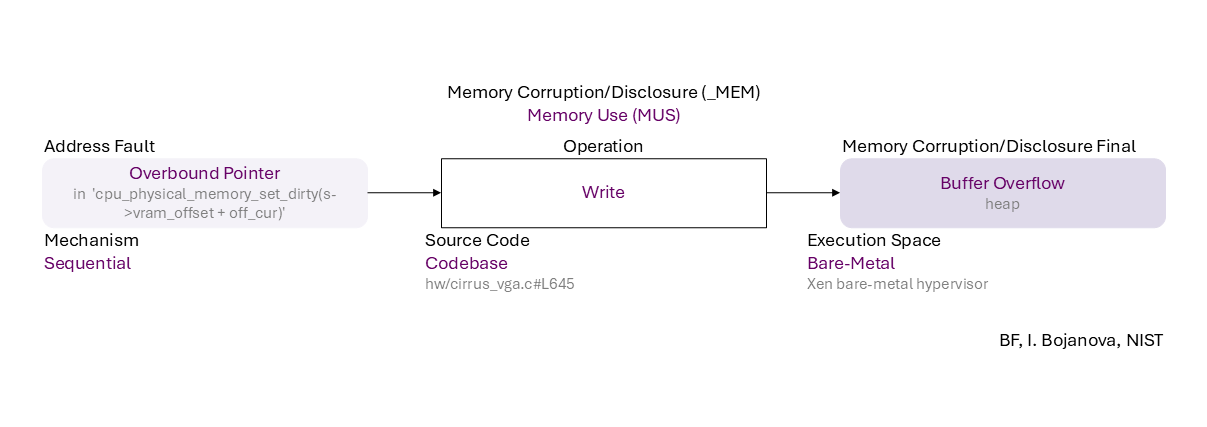 Memory Corruption/Disclosure (_MEM)
Memory Use (MUS)
Address Fault
Operation
Memory Corruption/Disclosure Final
Overbound Pointer
in 'cpu_physical_memory_set_dirty(s-
>vram_offset + off_cur)'
Write
Buffer Overflow
heap
Mechanism
Sequential
Source Code
Codebase
hw/cirrus_vga.c#L645
Execution Space
Bare-Metal
Xen bare-metal hypervisor
BF, I. Bojanova, NIST